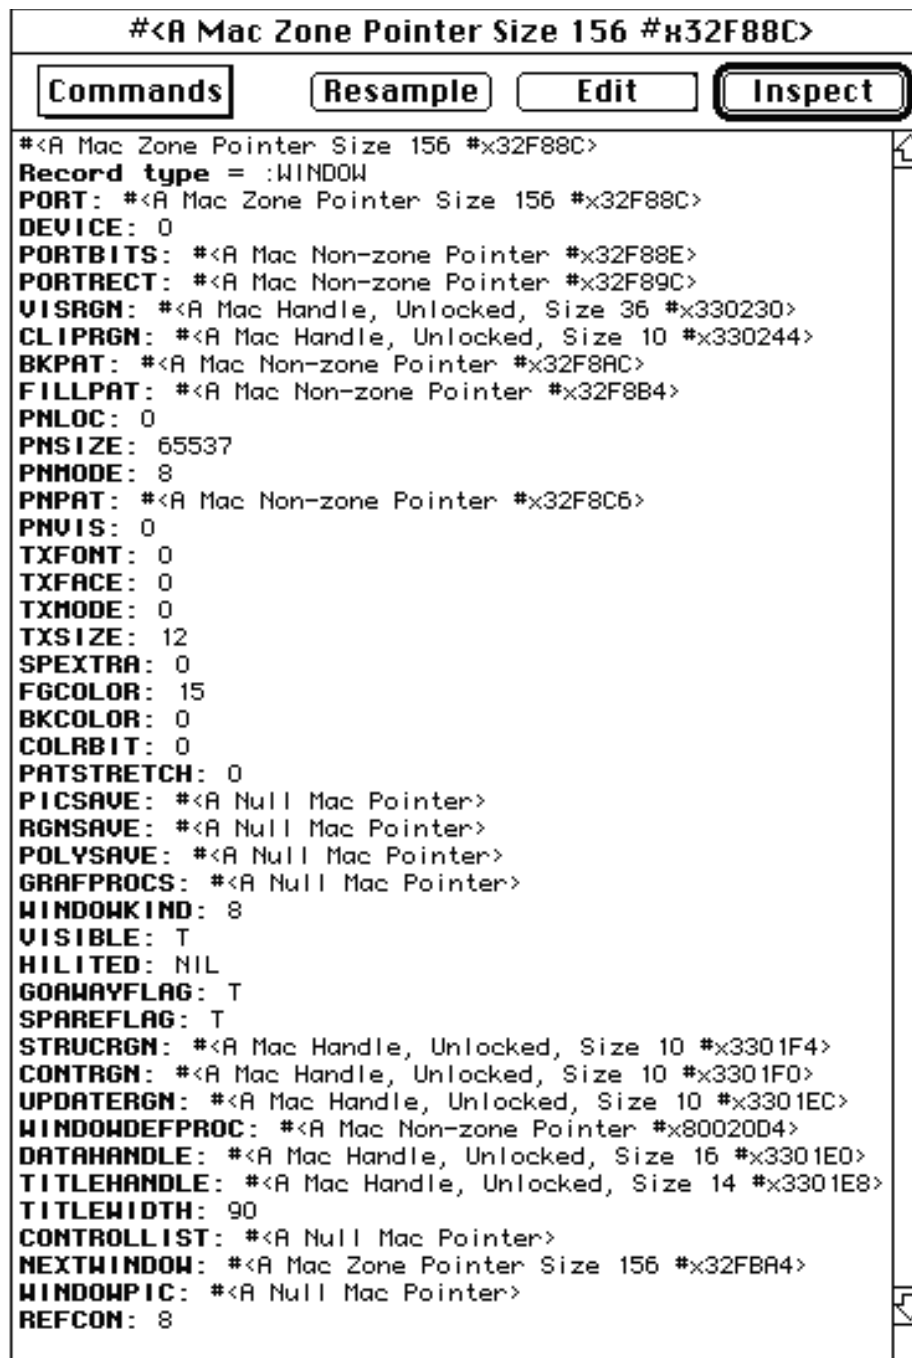 #<A Mac Zone Pointer Size 156 #x32F88C>
Commands Resample Edit Inspect
#<A Mac Zone Pointer Size 156 #x32F88C>
Record type = :WINDOW
PORT: #<A Mac Zone Pointer Size 156 #x32F88C>
DEVICE: 0
PORTBITS: #<A Mac Non-zone Pointer #x32F88E>
PORTRECT: #<A Mac Non-zone Pointer #x32F89C>
VISRGN: #<A Mac Handle, Unlocked, Size 36 #x330230>
CLIPRGN: #<A Mac Handle, Unlocked, Size 10 #x330244>
BKPAT: #<A Mac Non-zone Pointer #x32F8AC>
FILLPAT: #<A Mac Non-zone Pointer #x32F8B4>
PNLOC: 0
PNSIZE: 65537
PNMODE: 8
PNPAT: #<A Mac Non-zone Pointer #x32F8C6>
PNVIS: 0
TXFONT: 0
TXFACE: 0
TXMODE: 0
TXSIZE: 12
SPEXTRA: 0
FGCOLOR: 15
BKCOLOR: 0
COLRBIT: 0
PATSTRETCH: 0
PICSAVE: #<A Null Mac Pointer>
RGNSAVE: #<A Null Mac Pointer>
POLYSAVE: #<A Null Mac Pointer>
GRAFPROCS: #<A Null Mac Pointer>
WINDOWKIND: 8
VISIBLE: T
HILITED: NIL
GOAWAYFLAG: T
SPAREFLAG: T
STRUCRGN: #<A Mac Handle, Unlocked, Size 10 #x3301F4>
CONTRGN: #<A Mac Handle, Unlocked, Size 10 #x3301F0>
UPDATERGN: #<A Mac Handle, Unlocked, Size 10 #x3301EC>
WINDOWDEFPROC: #<A Mac Non-zone Pointer #x80020D4>
DATAHANDLE: #<A Mac Handle, Unlocked, Size 16 #x3301E0>
TITLEHANDLE: #<A Mac Handle, Unlocked, Size 14 #x3301E8>
TITLEWIDTH: 90
CONTROLLIST: #<A Null Mac Pointer>
NEXTWINDOW: #<A Mac Zone Pointer Size 156 #x32FBA4>
WINDOWPIC: #<A Null Mac Pointer>
REFCON: 8